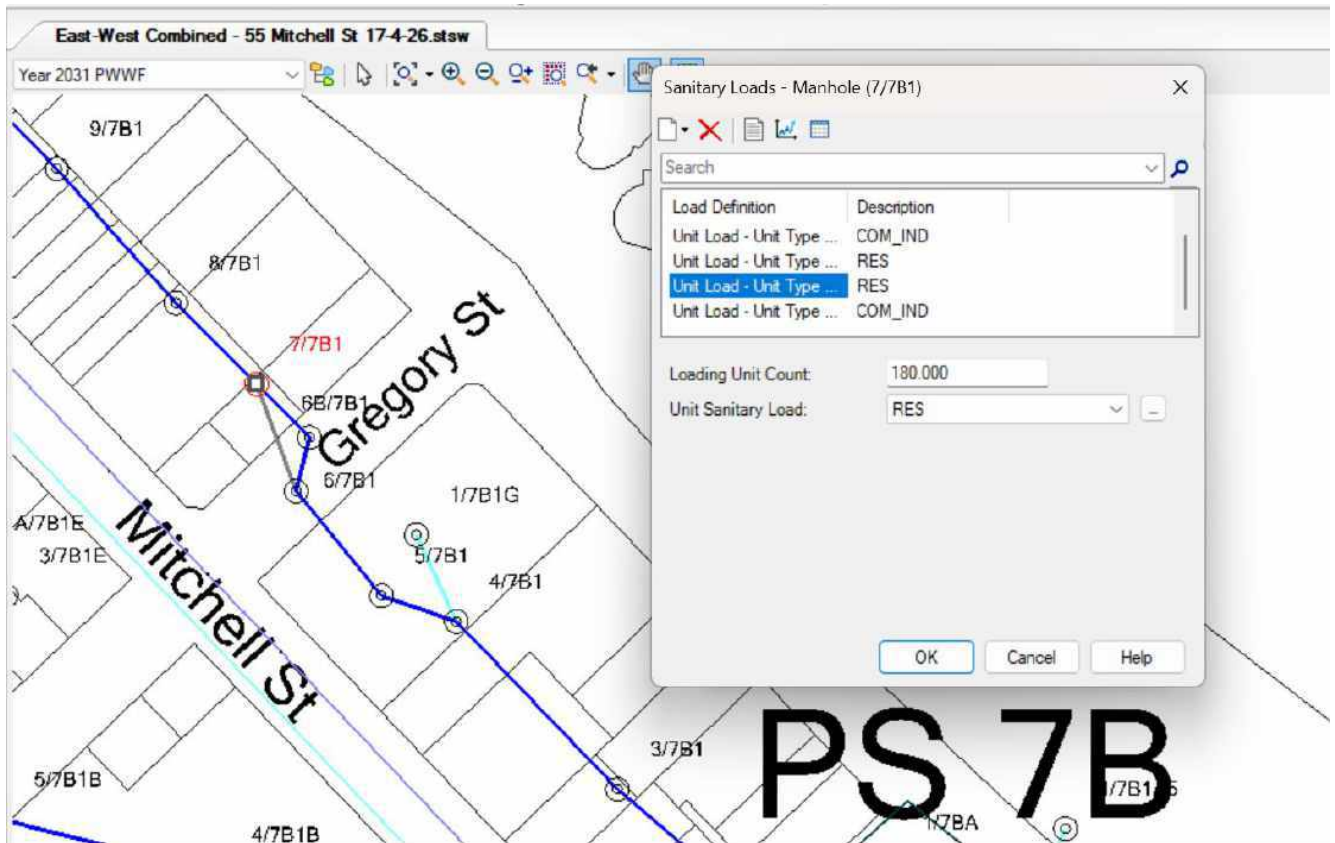 East-West Combined - 55 Mitchell St 17-4-26.stsw
Year 2031 PWWF
Sanitary Loads - Manhole (7/7B1)
Search
Load Definition Description
Unit Load - Unit Type ... COM_IND
Unit Load - Unit Type ... RES
Unit Load - Unit Type ... RES
Unit Load - Unit Type ... COM_IND
Loading Unit Count: 180.000
Unit Sanitary Load: RES
OK Cancel Help
9/7B1
8/7B1
7/7B1
6B/7B1
Gregory St
6/7B1
1/7B1G
5/7B1
4/7B1
A/7B1E
3/7B1E
Mitchell St
3/7B1
PS 7B
5/7B1B
4/7B1B
1/7BA